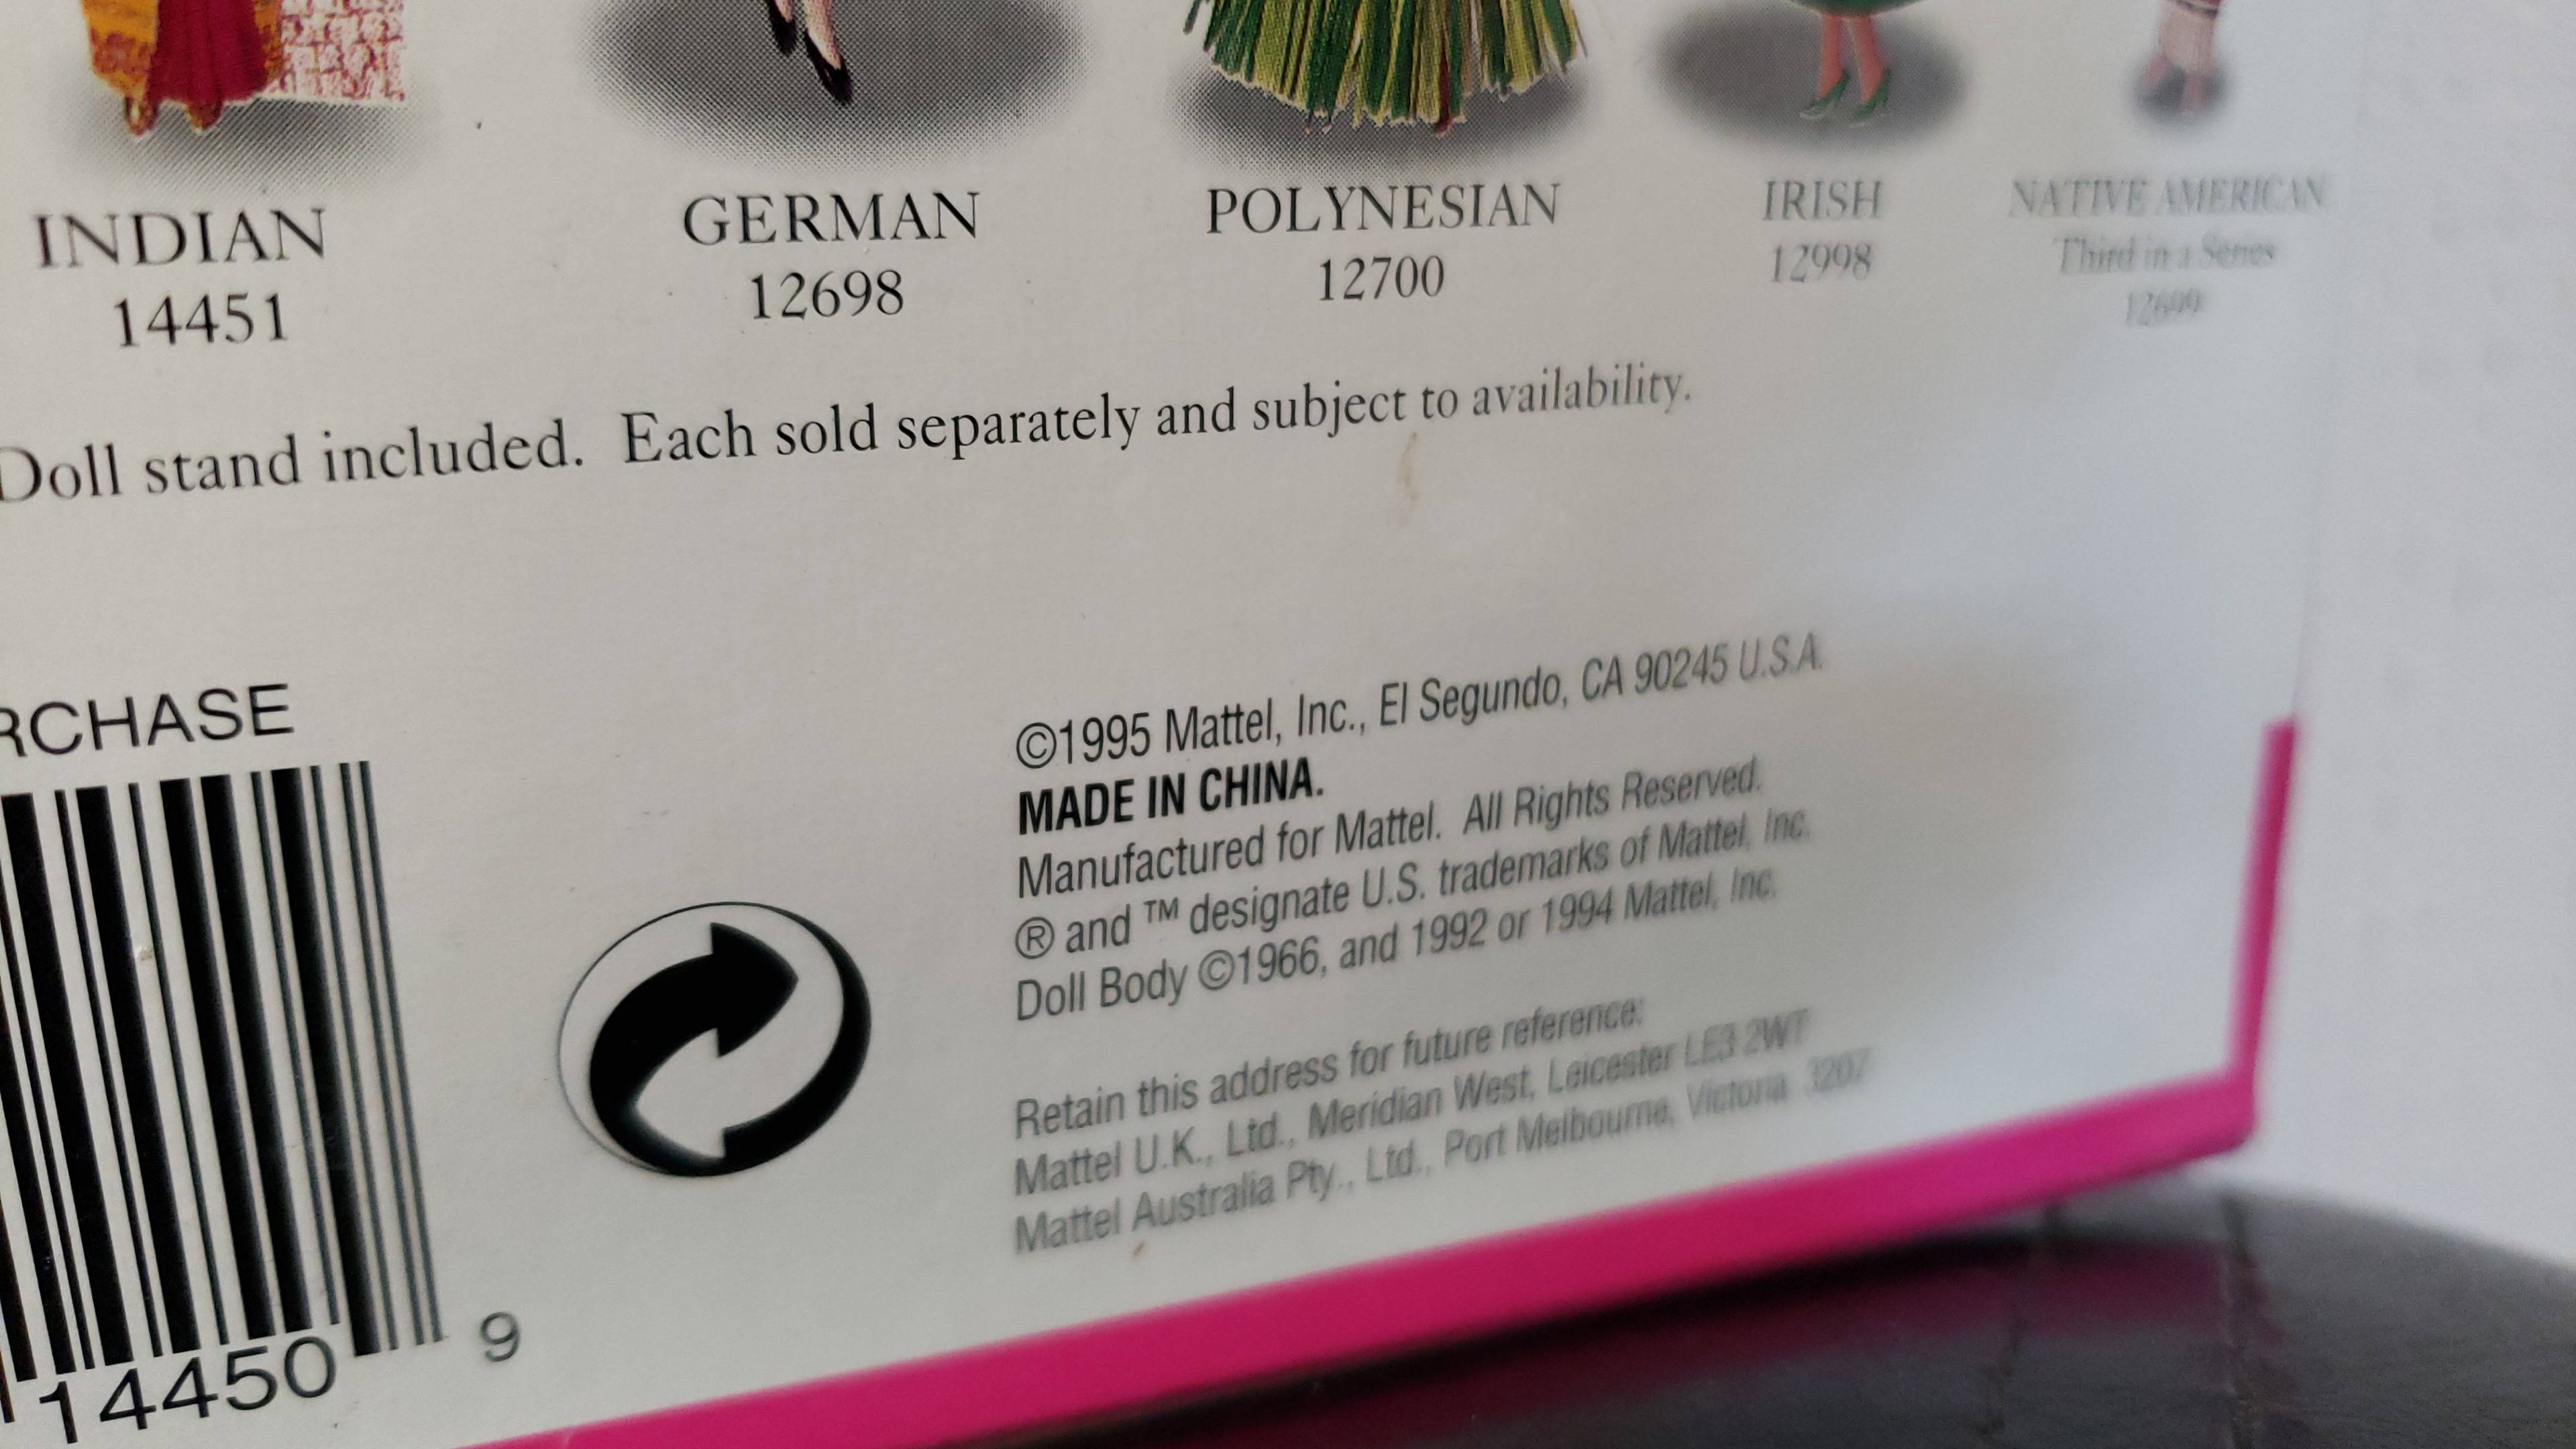 INDIAN
14451
GERMAN
12698
POLYNESIAN
12700
IRISH
12998
NATIVE AMERICAN
Third in a Series
12699
Doll stand included. Each sold separately and subject to availability.
RCHASE
14450 9
©1995 Mattel, Inc., El Segundo, CA 90245 U.S.A.
MADE IN CHINA.
Manufactured for Mattel. All Rights Reserved.
® and ™ designate U.S. trademarks of Mattel, Inc.
Doll Body ©1966, and 1992 or 1994 Mattel, Inc.
Retain this address for future reference:
Mattel U.K., Ltd., Meridian West, Leicester LE3 2WT
Mattel Australia Pty., Ltd., Port Melbourne, Victoria 3207